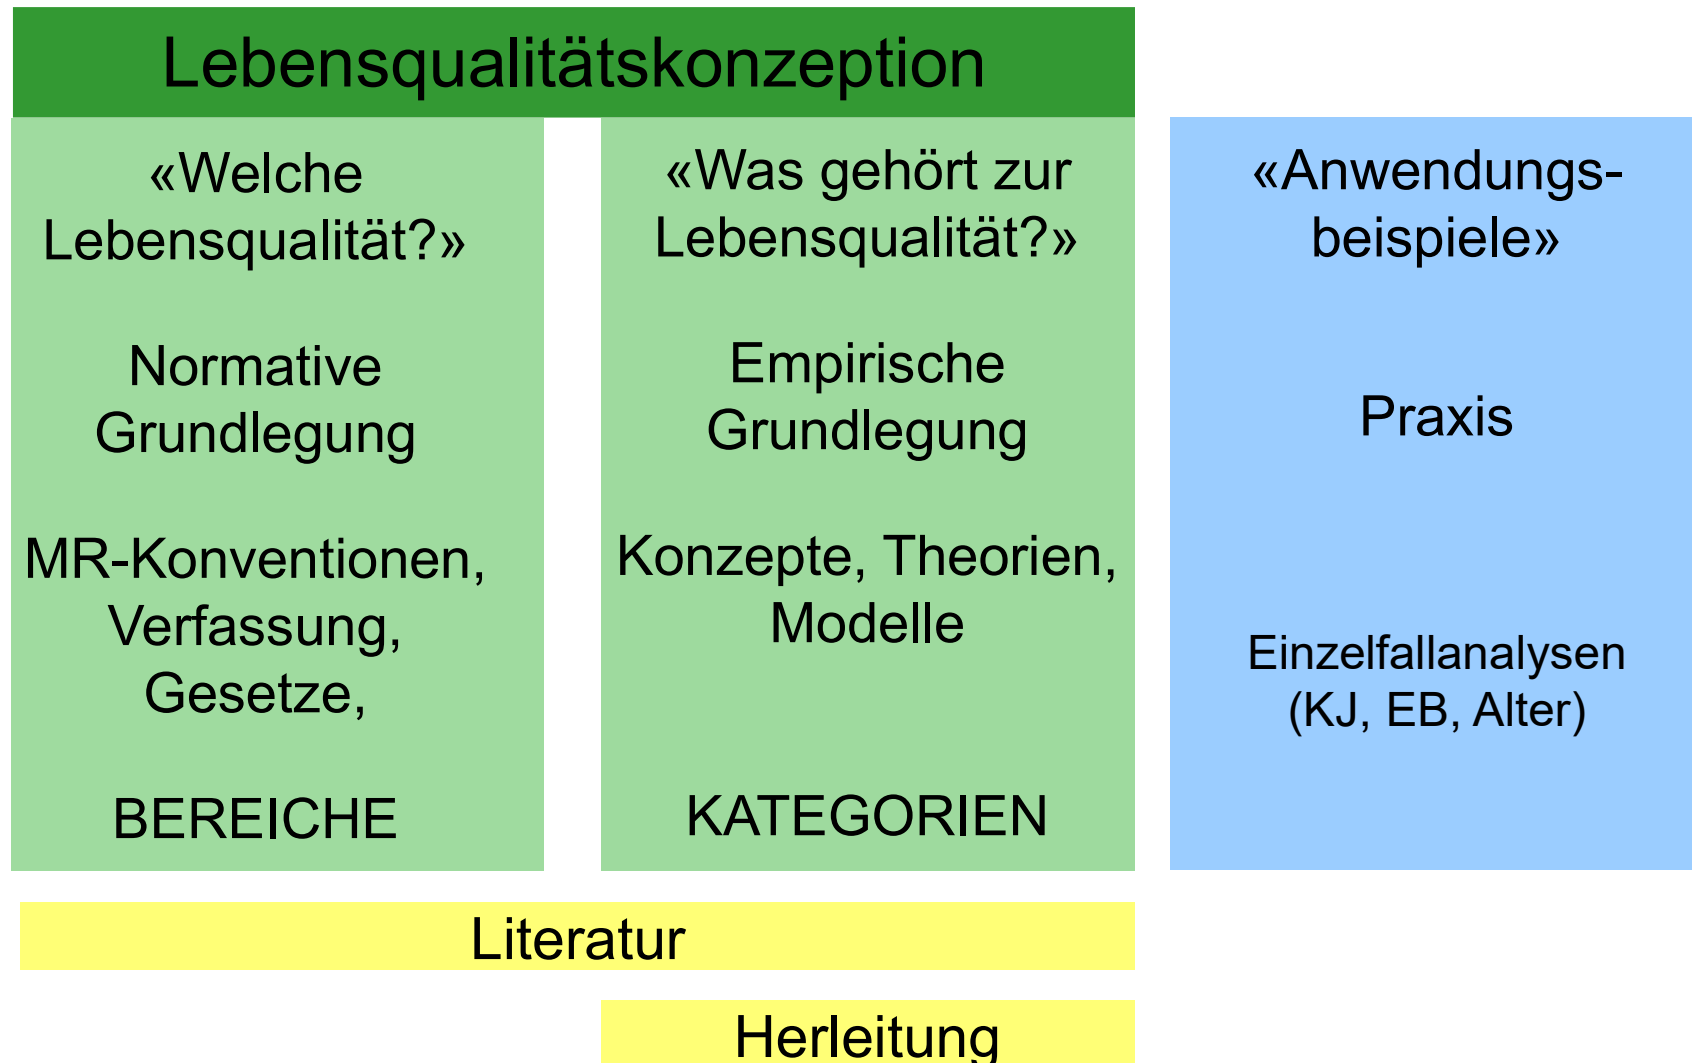 Lebensqualitätskonzeption
«Welche
Lebensqualität?»
Normative
Grundlegung
MR-Konventionen,
Verfassung,
Gesetze,
BEREICHE
«Was gehört zur
Lebensqualität?»
Empirische
Grundlegung
Konzepte, Theorien,
Modelle
KATEGORIEN
«Anwendungs-
beispiele»
Praxis
Einzelfallanalysen
(KJ, EB, Alter)
Literatur
Herleitung